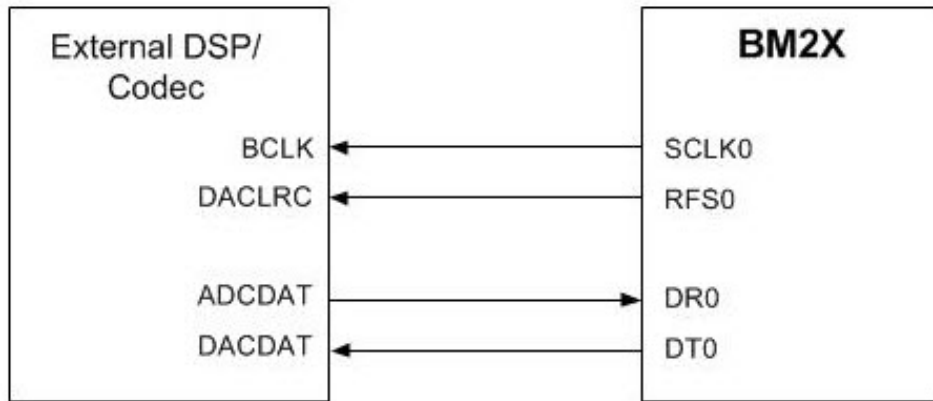 External DSP/
Codec
BCLK
DACLRC
ADCDAT
DACDAT
BM2X
SCLK0
RFS0
DR0
DT0